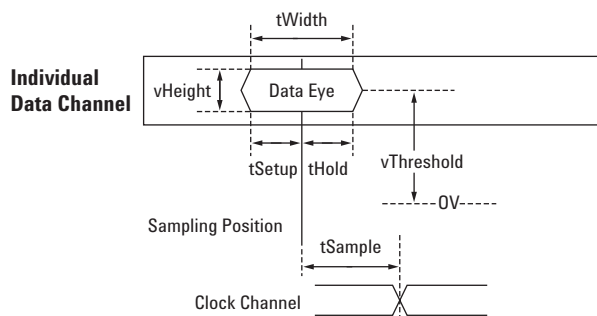 tWidth
Individual
Data Channel
vHeight
Data Eye
tSetup
tHold
vThreshold
0V
Sampling Position
tSample
Clock Channel